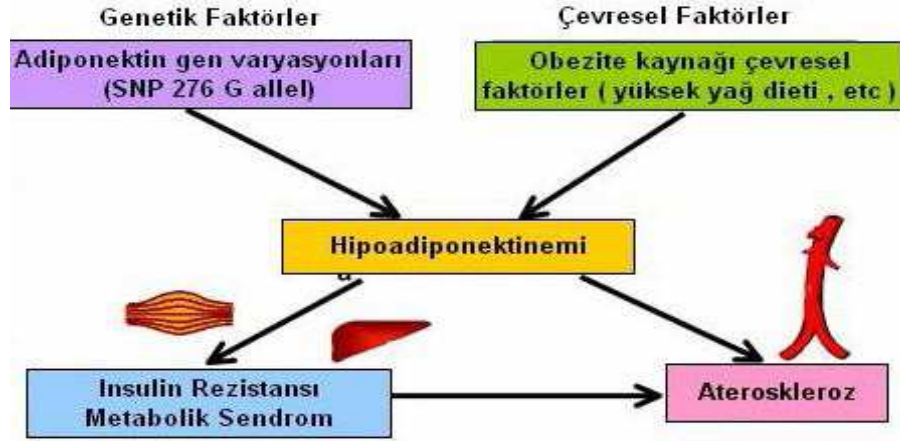 Genetik Faktörler
Çevresel Faktörler
Adiponektin gen varyasyonları
(SNP 276 G allel)
Obezite kaynağı çevresel
faktörler ( yüksek yağ dieti , etc )
Hipoadiponektinemi
Insulin Rezistansı
Metabolik Sendrom
Ateroskleroz